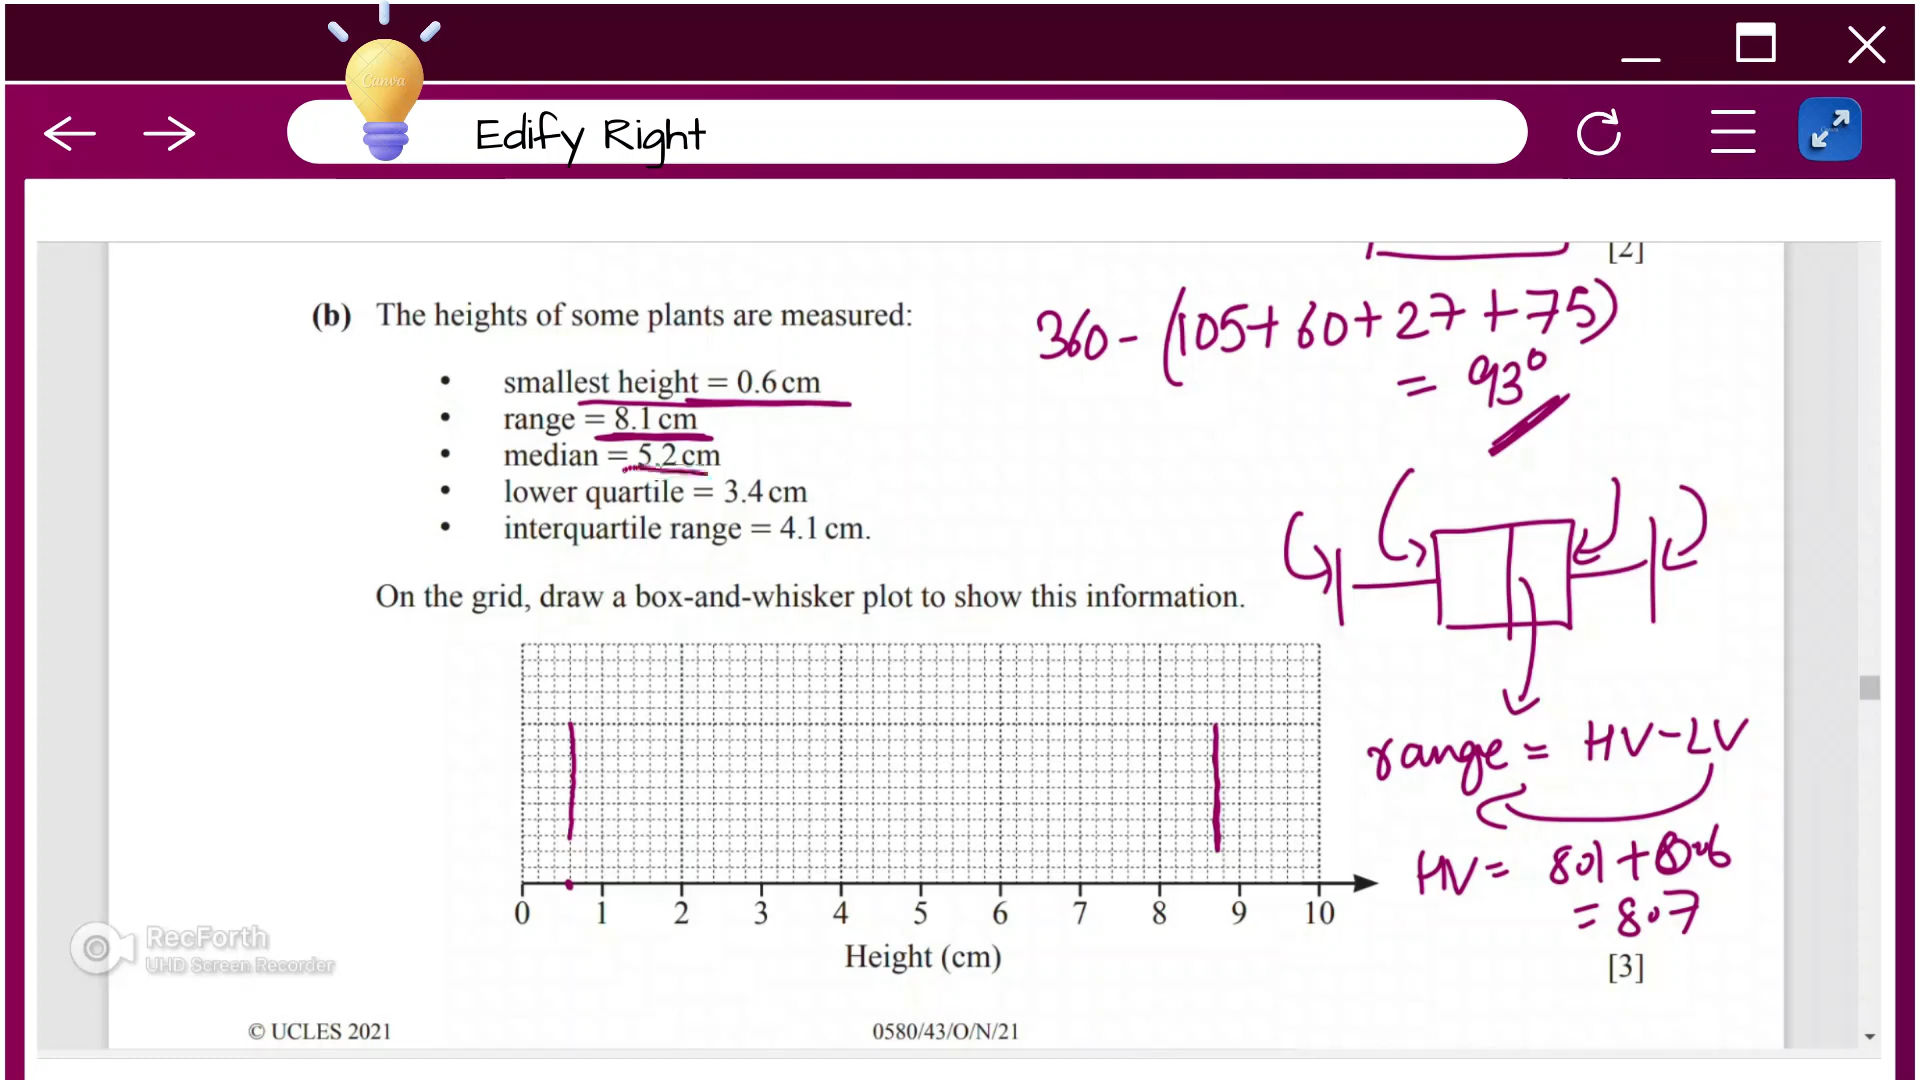 Canva
Edify Right
[2]
(b) The heights of some plants are measured:
360 - (105 + 60 + 27 + 75)
= 93°
• smallest height = 0.6 cm
• range = 8.1 cm
• median = 5.2 cm
• lower quartile = 3.4 cm
• interquartile range = 4.1 cm.
On the grid, draw a box-and-whisker plot to show this information.
range = HV - LV
HV = 8.1 + 0.6
= 8.7
0 1 2 3 4 5 6 7 8 9 10
Height (cm)
[3]
RecForth
UHD Screen Recorder
© UCLES 2021
0580/43/O/N/21